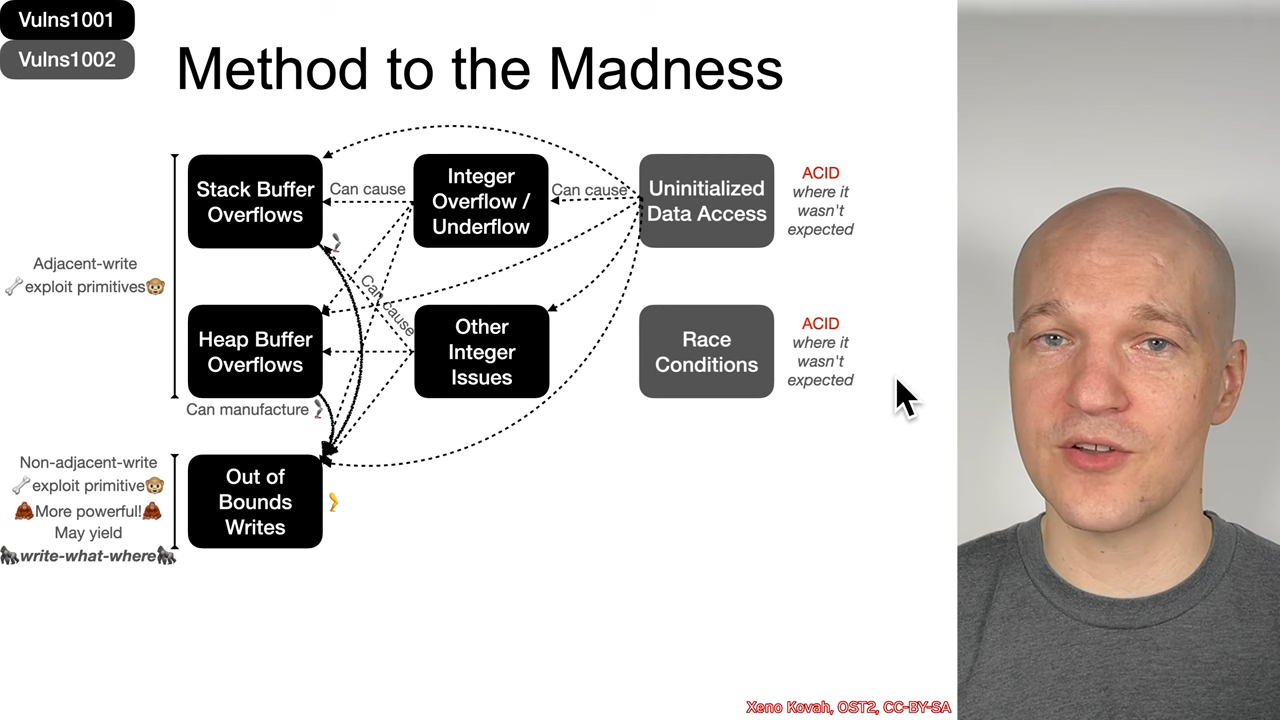 Vulns1001
Vulns1002
Method to the Madness
Stack Buffer
Overflows
Can cause
Integer
Overflow /
Underflow
Can cause
Uninitialized
Data Access
ACID
where it
wasn't
expected
Adjacent-write
exploit primitives
Can cause
Heap Buffer
Overflows
Other
Integer
Issues
Race
Conditions
ACID
where it
wasn't
expected
Can manufacture
Non-adjacent-write
exploit primitive
More powerful!
May yield
write-what-where
Out of
Bounds
Writes
Xeno Kovah, OST2, CC-BY-SA